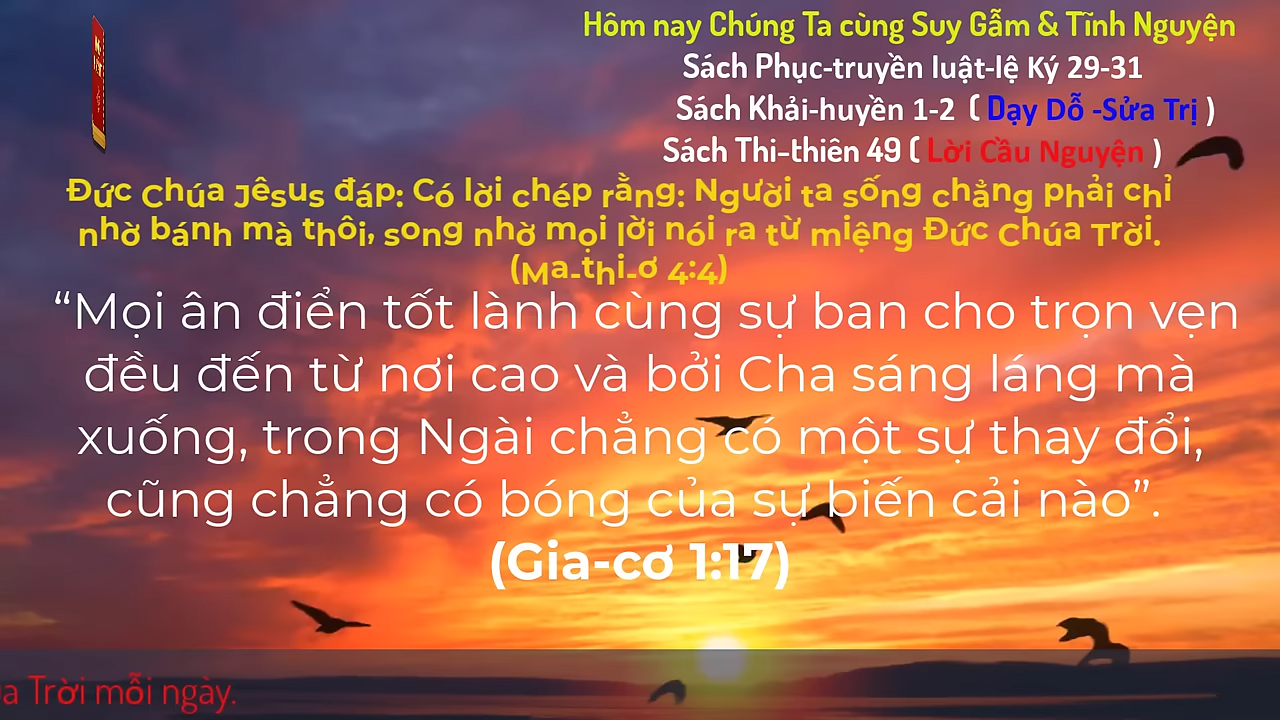 Hôm nay Chúng Ta cùng Suy Gẫm & Tĩnh Nguyện
Sách Phục-truyền luật-lệ Ký 29-31
Sách Khải-huyền 1-2 ( Dạy Dỗ -Sửa Trị )
Sách Thi-thiên 49 ( Lời Cầu Nguyện )
Đức Chúa Jêsus đáp: Có lời chép rằng: Người ta sống chẳng phải chỉ
nhờ bánh mà thôi, song nhờ mọi lời nói ra từ miệng Đức Chúa Trời.
(Ma-thi-ơ 4:4)
“Mọi ân điển tốt lành cùng sự ban cho trọn vẹn
đều đến từ nơi cao và bởi Cha sáng láng mà
xuống, trong Ngài chẳng có một sự thay đổi,
cũng chẳng có bóng của sự biến cải nào”.
(Gia-cơ 1:17)
Trời mỗi ngày.